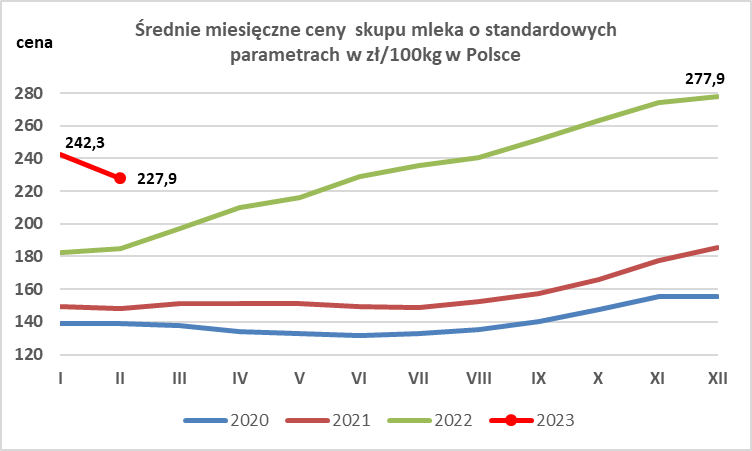 Średnie miesięczne ceny skupu mleka o standardowych
parametrach w zł/100kg w Polsce
cena
277,9
280
260
242,3
240
227,9
220
200
180
160
140
120
I II III IV V VI VII VIII IX X XI XII
2020 2021 2022 2023